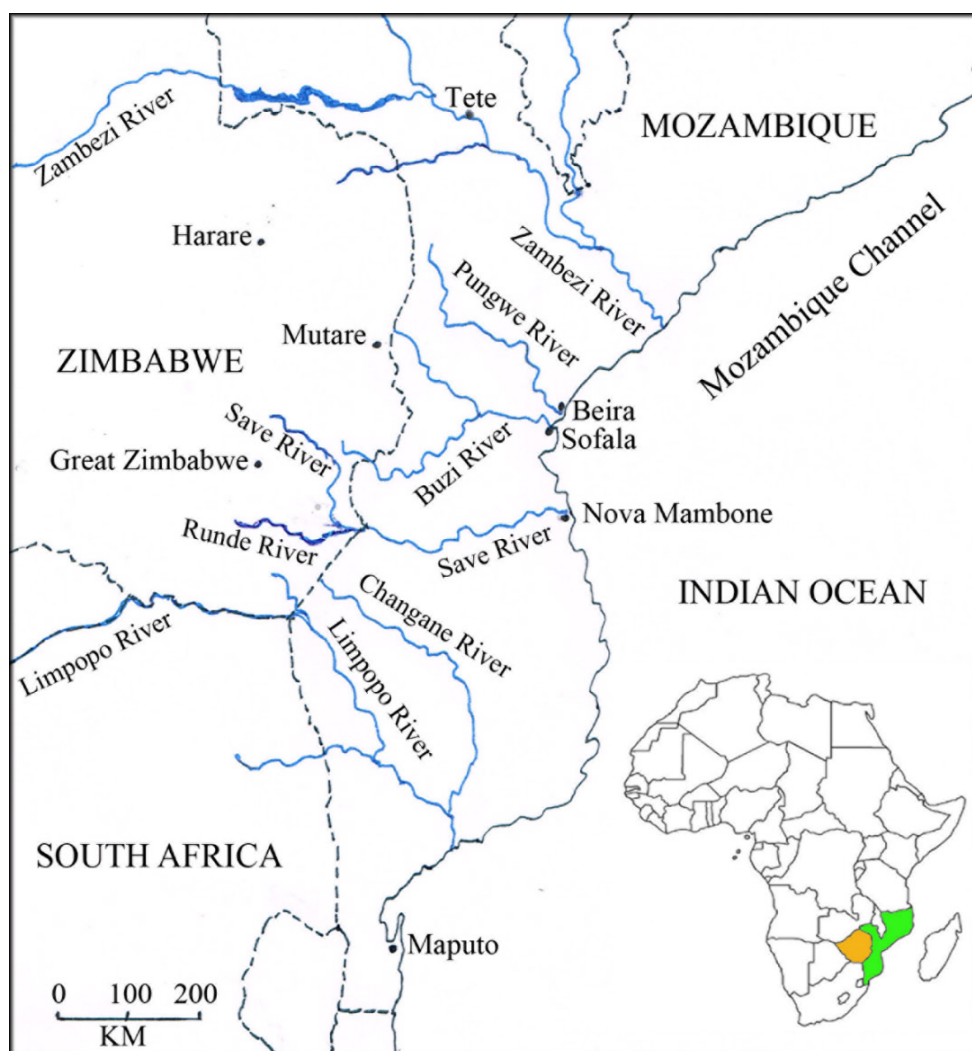 Tete
MOZAMBIQUE
Zambezi River
Harare
Zambezi River
Pungwe River
Mozambique Channel
Mutare
ZIMBABWE
Beira
Save River
Sofala
Great Zimbabwe
Buzi River
Nova Mambone
Runde River
Save River
Changane River
INDIAN OCEAN
Limpopo River
Limpopo River
SOUTH AFRICA
Maputo
0 100 200
KM